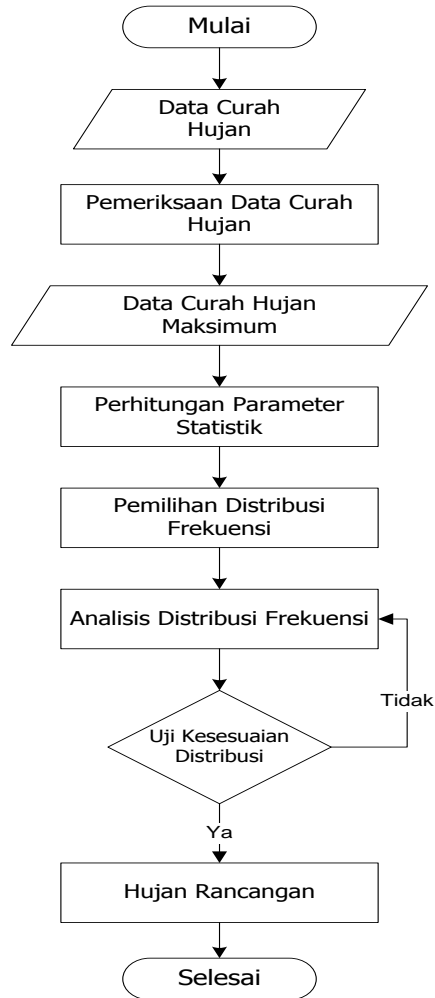 Mulai
Data Curah
Hujan
Pemeriksaan Data Curah
Hujan
Data Curah Hujan
Maksimum
Perhitungan Parameter
Statistik
Pemilihan Distribusi
Frekuensi
Analisis Distribusi Frekuensi
Tidak
Uji Kesesuaian
Distribusi
Ya
Hujan Rancangan
Selesai